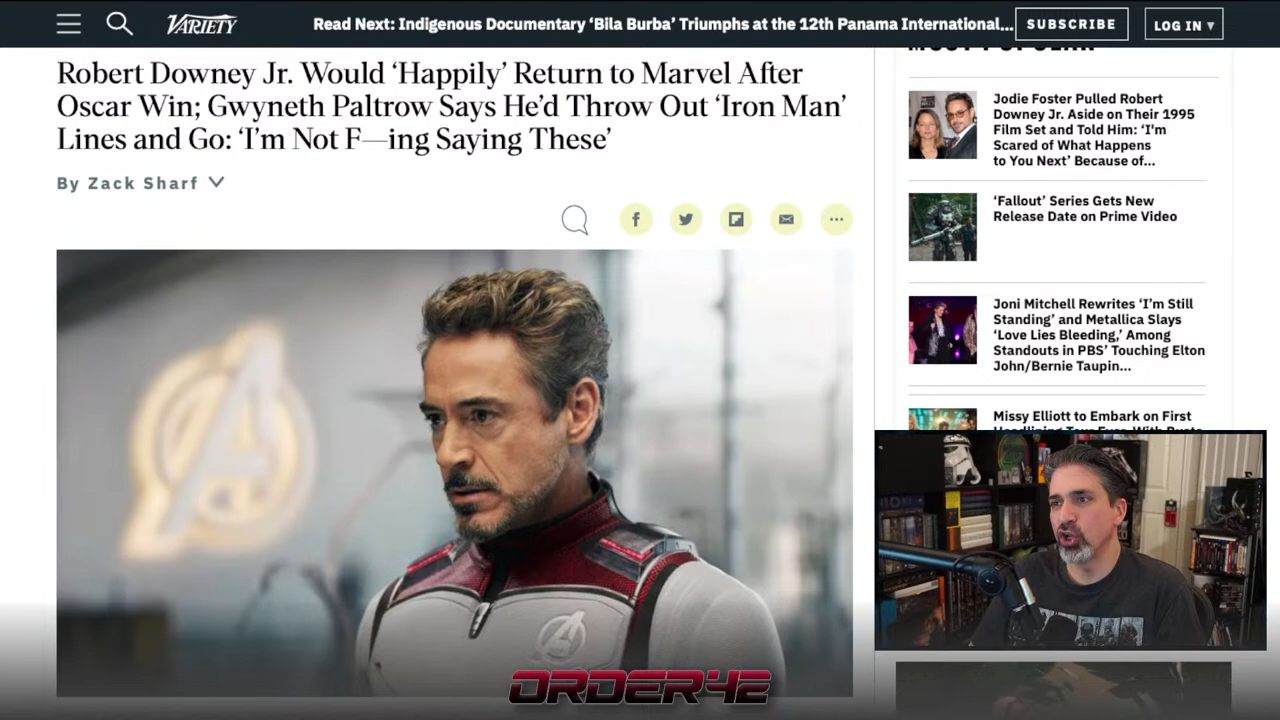 VARIETY
Read Next: Indigenous Documentary ‘Bila Burba’ Triumphs at the 12th Panama International...
SUBSCRIBE
LOG IN ▾
Robert Downey Jr. Would ‘Happily’ Return to Marvel After
Oscar Win; Gwyneth Paltrow Says He’d Throw Out ‘Iron Man’
Lines and Go: ‘I’m Not F—ing Saying These’
By Zack Sharf
Jodie Foster Pulled Robert
Downey Jr. Aside on Their 1995
Film Set and Told Him: ‘I'm
Scared of What Happens
to You Next’ Because of...
‘Fallout’ Series Gets New
Release Date on Prime Video
Joni Mitchell Rewrites ‘I’m Still
Standing’ and Metallica Slays
‘Love Lies Bleeding,’ Among
Standouts in PBS’ Touching Elton
John/Bernie Taupin...
Missy Elliott to Embark on First
ORDER42